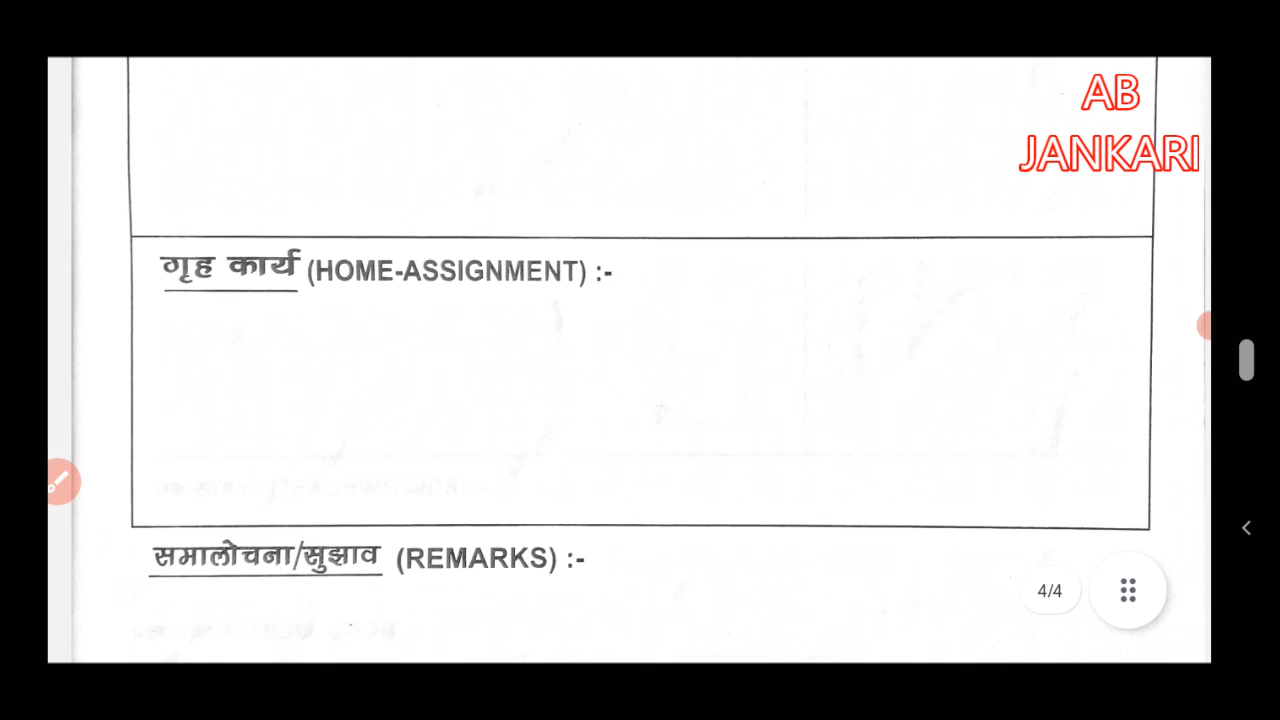 AB
JANKARI
गृह कार्य (HOME-ASSIGNMENT) :-
समालोचना/सुझाव (REMARKS) :-
4/4